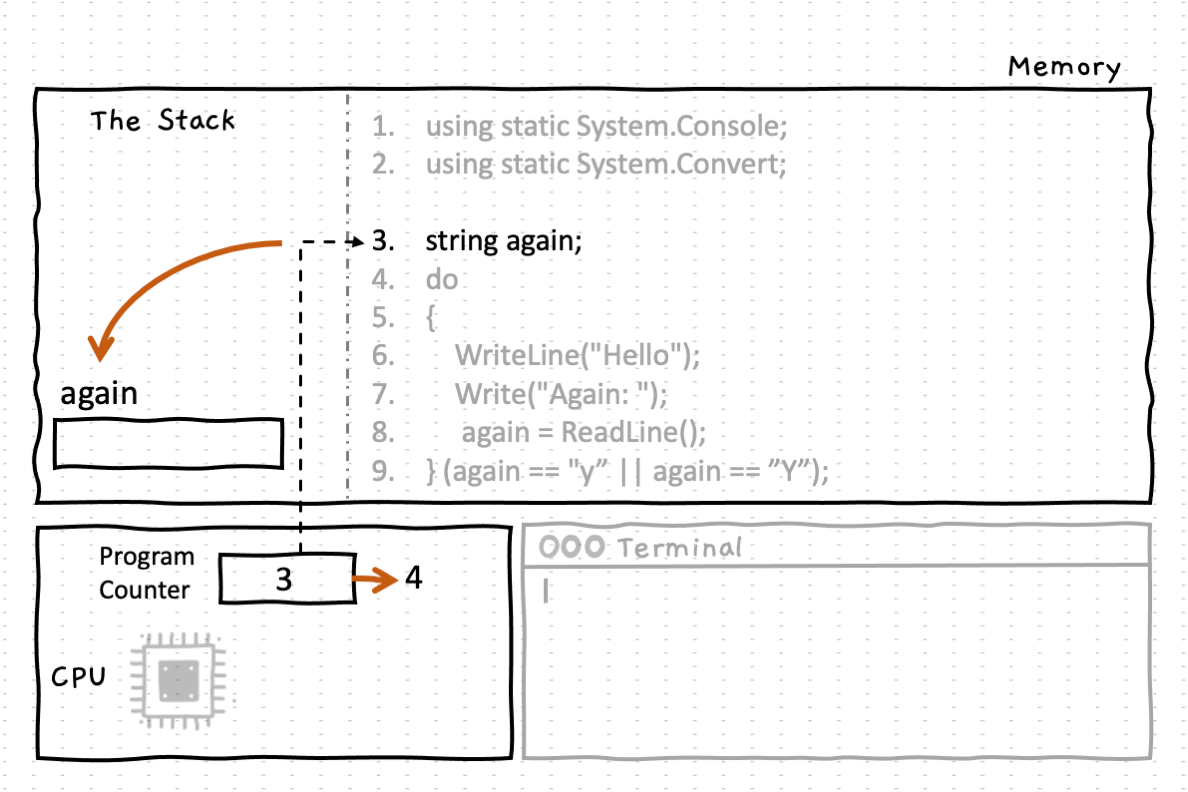 Memory
The Stack
1. using static System.Console;
2. using static System.Convert;
3. string again;
4. do
5. {
6. WriteLine("Hello");
7. Write("Again: ");
8. again = ReadLine();
9. } (again == "y” || again == ”Y”);
again
Program
Counter
3
4
CPU
Terminal